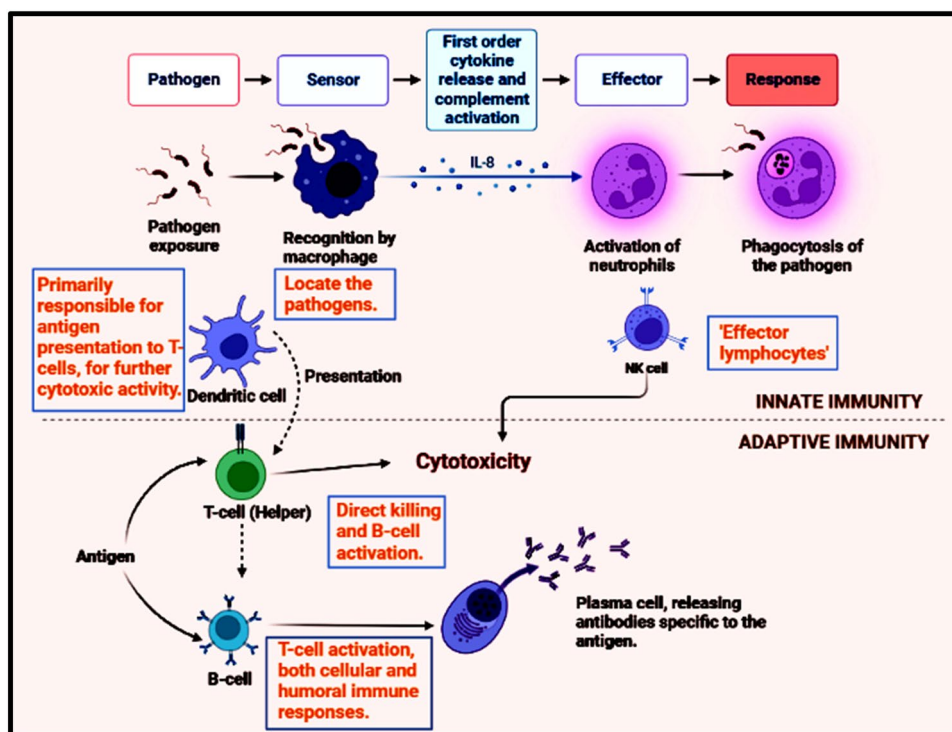 Pathogen
Sensor
First order
cytokine
release and
complement
activation
Effector
Response
IL-8
Pathogen
exposure
Recognition by
macrophage
Activation of
neutrophils
Phagocytosis of
the pathogen
Primarily
responsible for
antigen
presentation to T-
cells, for further
cytotoxic activity.
Locate the
pathogens.
Dendritic cell
Presentation
NK cell
'Effector
lymphocytes'
INNATE IMMUNITY
ADAPTIVE IMMUNITY
Cytotoxicity
T-cell (Helper)
Direct killing
and B-cell
activation.
Antigen
B-cell
T-cell activation,
both cellular and
humoral immune
responses.
Plasma cell, releasing
antibodies specific to the
antigen.